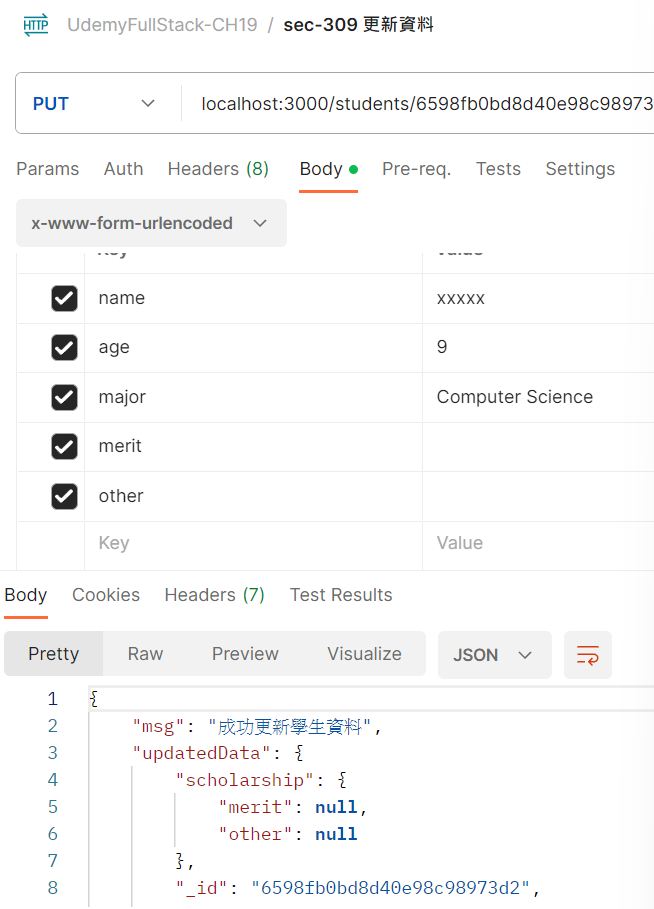 HTTP UdemyFullStack-CH19 / sec-309 更新資料
PUT localhost:3000/students/6598fb0bd8d40e98c98973
Params Auth Headers (8) Body Pre-req. Tests Settings
x-www-form-urlencoded
Key Value
name xxxxx
age 9
major Computer Science
merit
other
Key Value
Body Cookies Headers (7) Test Results
Pretty Raw Preview Visualize JSON
1 {
2 "msg": "成功更新學生資料",
3 "updatedData": {
4 "scholarship": {
5 "merit": null,
6 "other": null
7 },
8 "_id": "6598fb0bd8d40e98c98973d2",